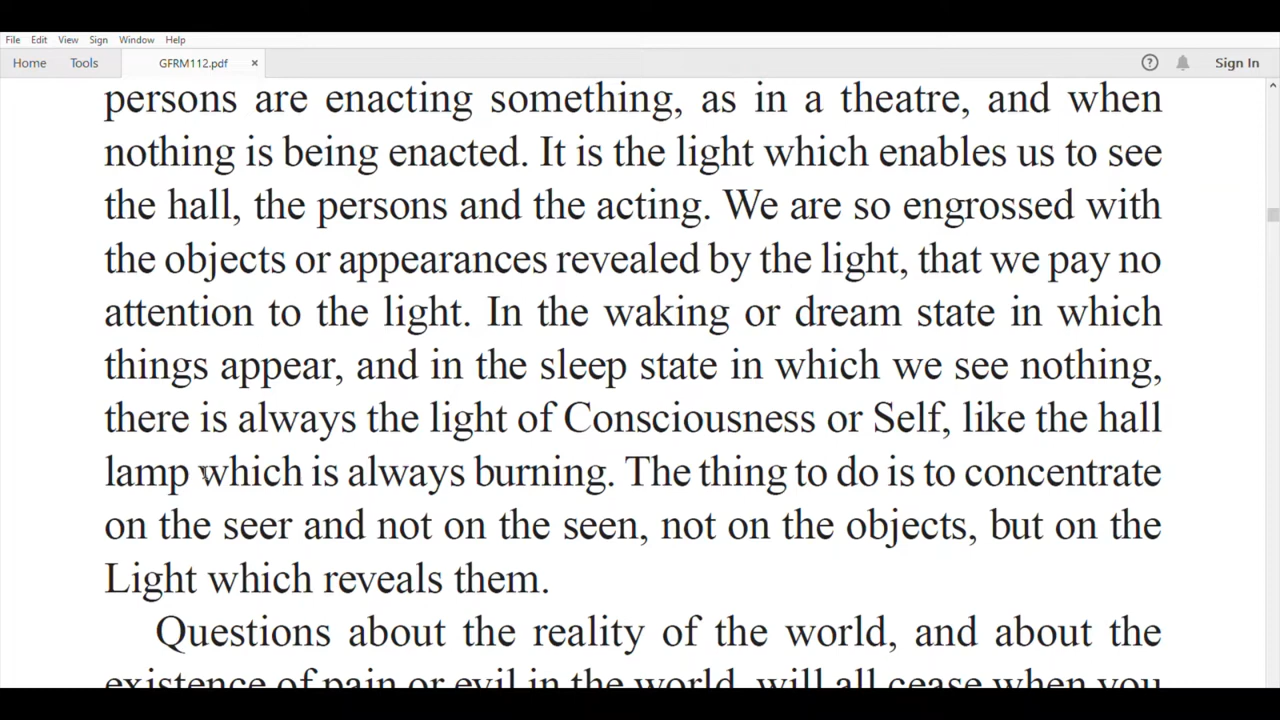 File Edit View Sign Window Help
Home Tools GFRM112.pdf × ? Sign In
persons are enacting something, as in a theatre, and when
nothing is being enacted. It is the light which enables us to see
the hall, the persons and the acting. We are so engrossed with
the objects or appearances revealed by the light, that we pay no
attention to the light. In the waking or dream state in which
things appear, and in the sleep state in which we see nothing,
there is always the light of Consciousness or Self, like the hall
lamp which is always burning. The thing to do is to concentrate
on the seer and not on the seen, not on the objects, but on the
Light which reveals them.
Questions about the reality of the world, and about the
existence of pain or evil in the world, will all cease when you